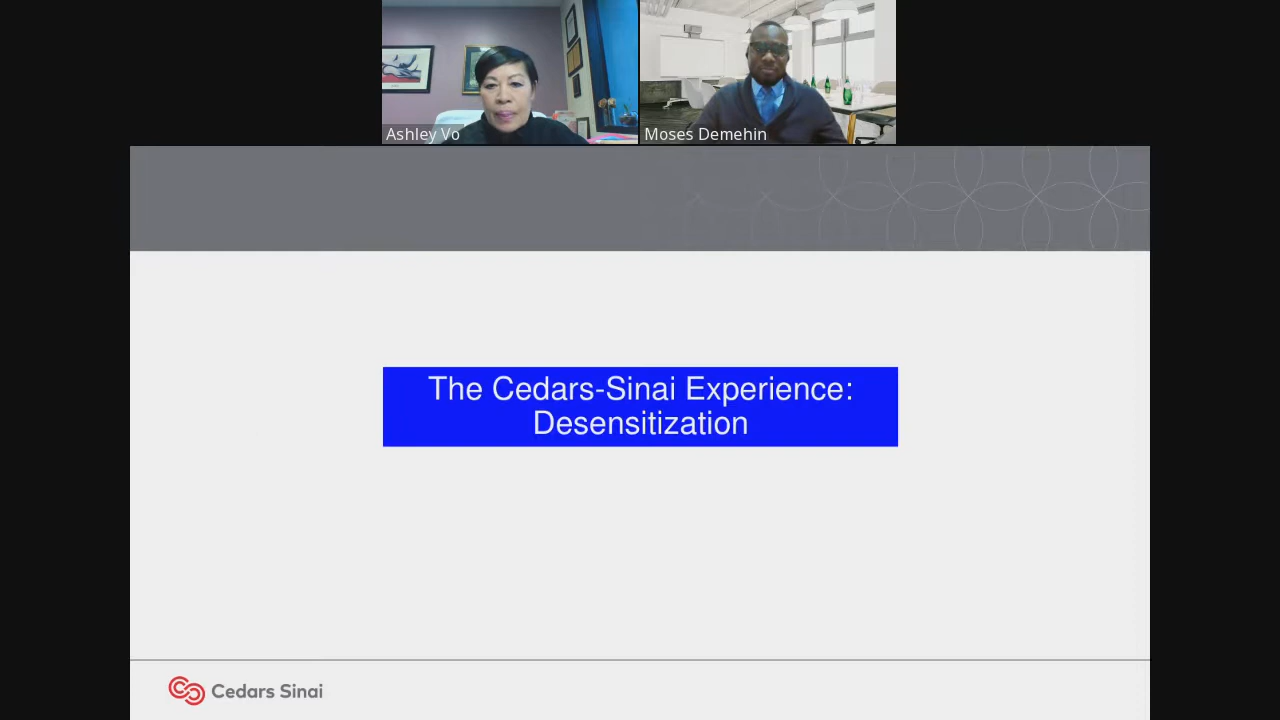 Ashley Vo
Moses Demehin
The Cedars-Sinai Experience:
Desensitization
Cedars Sinai